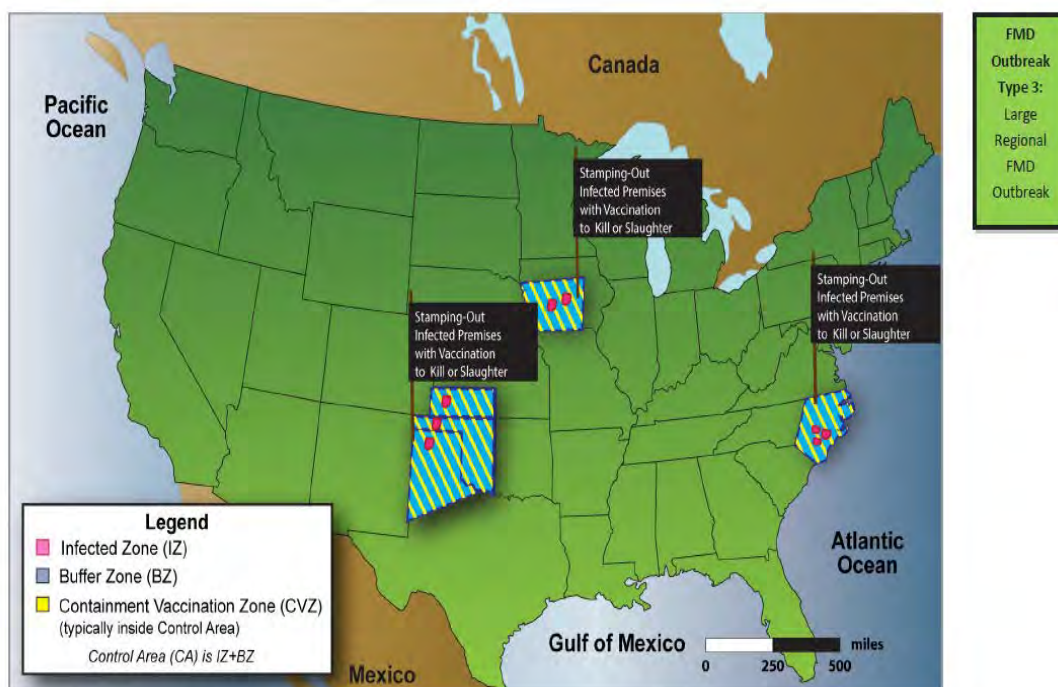 Canada
Pacific
Ocean
Stamping-Out
Infected Premises
with Vaccination
to Kill or Slaughter
Stamping-Out
Infected Premises
with Vaccination
to Kill or Slaughter
Stamping-Out
Infected Premises
with Vaccination
to Kill or Slaughter
Legend
Infected Zone (IZ)
Buffer Zone (BZ)
Containment Vaccination Zone (CVZ)
(typically inside Control Area)
Control Area (CA) is IZ+BZ
Atlantic
Ocean
Gulf of Mexico
miles
0 250 500
Mexico
FMD
Outbreak
Type 3:
Large
Regional
FMD
Outbreak